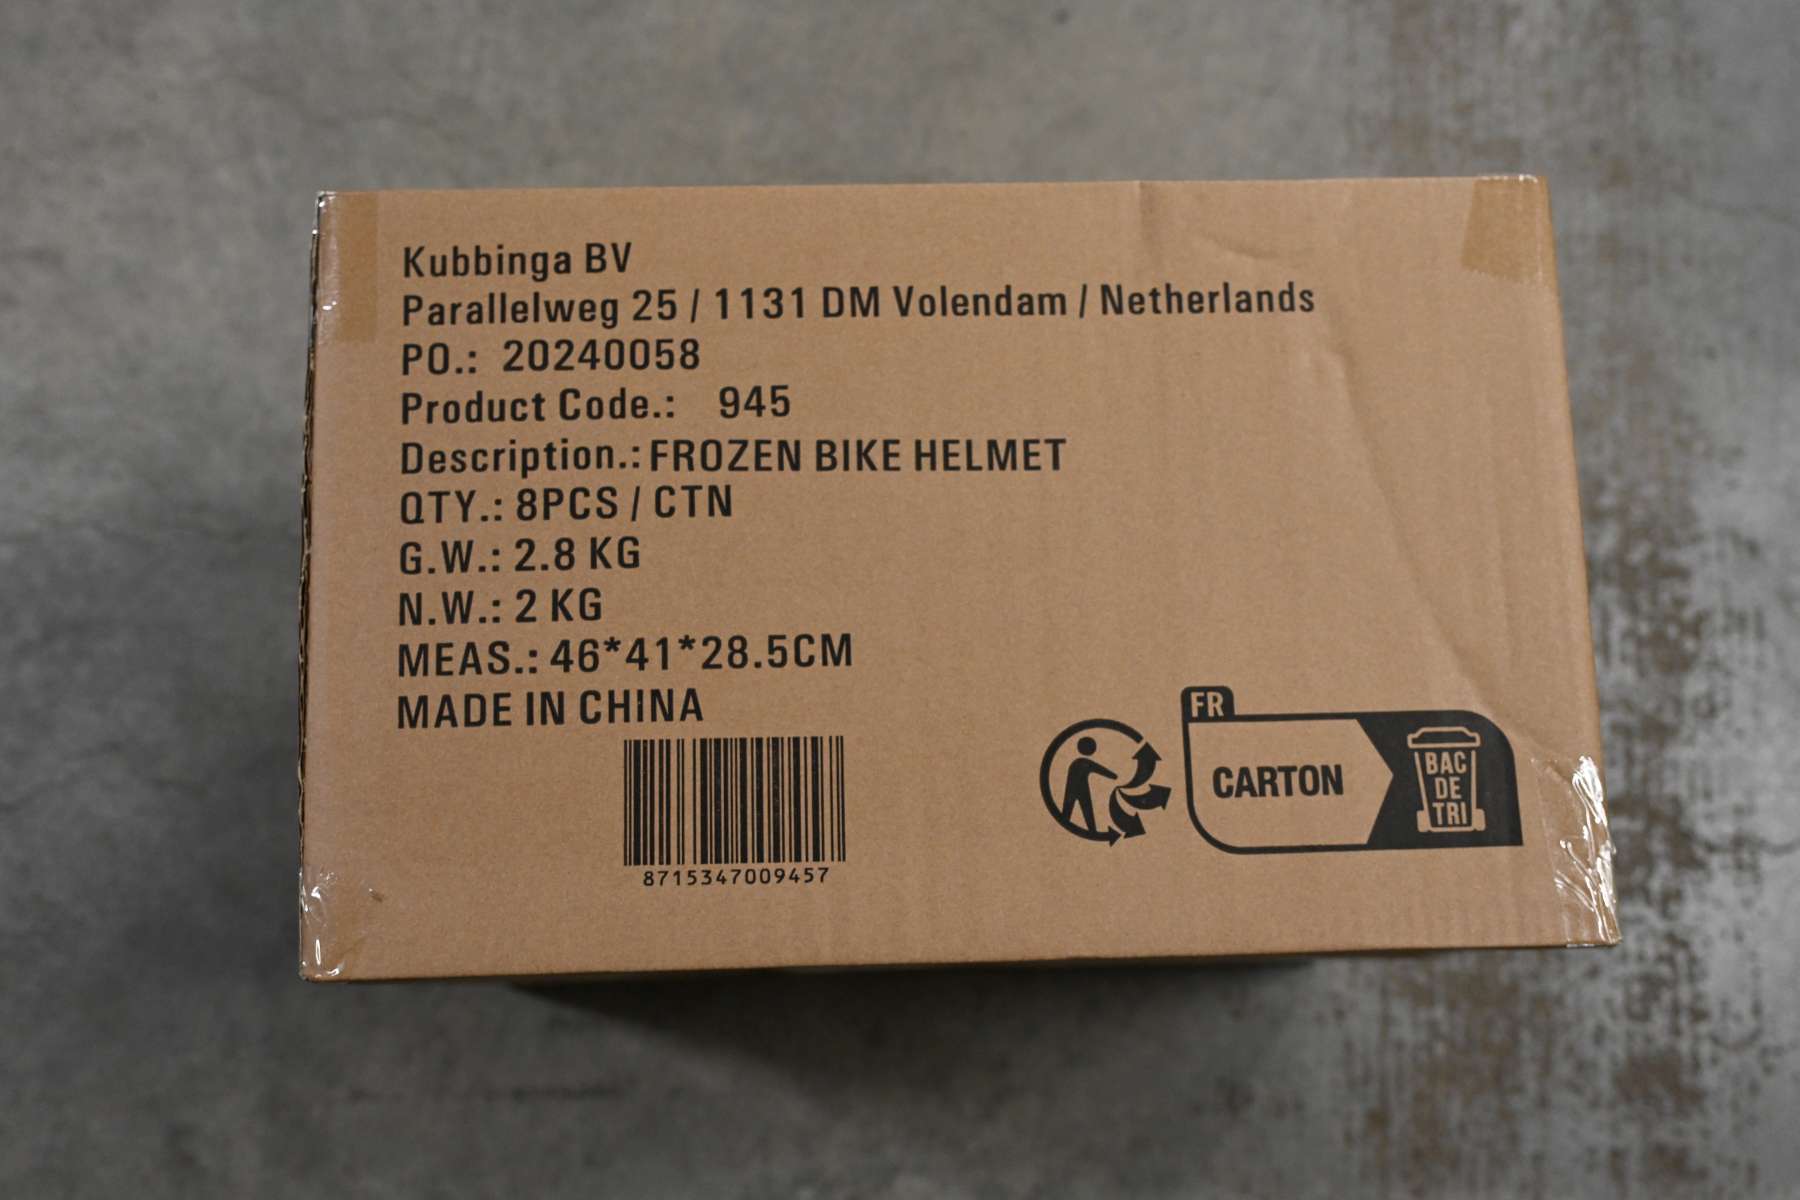 Kubbinga BV
Parallelweg 25 / 1131 DM Volendam / Netherlands
PO.: 20240058
Product Code.: 945
Description.: FROZEN BIKE HELMET
QTY.: 8PCS / CTN
G.W.: 2.8 KG
N.W.: 2 KG
MEAS.: 46*41*28.5CM
MADE IN CHINA
8715347009457
FR
CARTON
BAC
DE
TRI